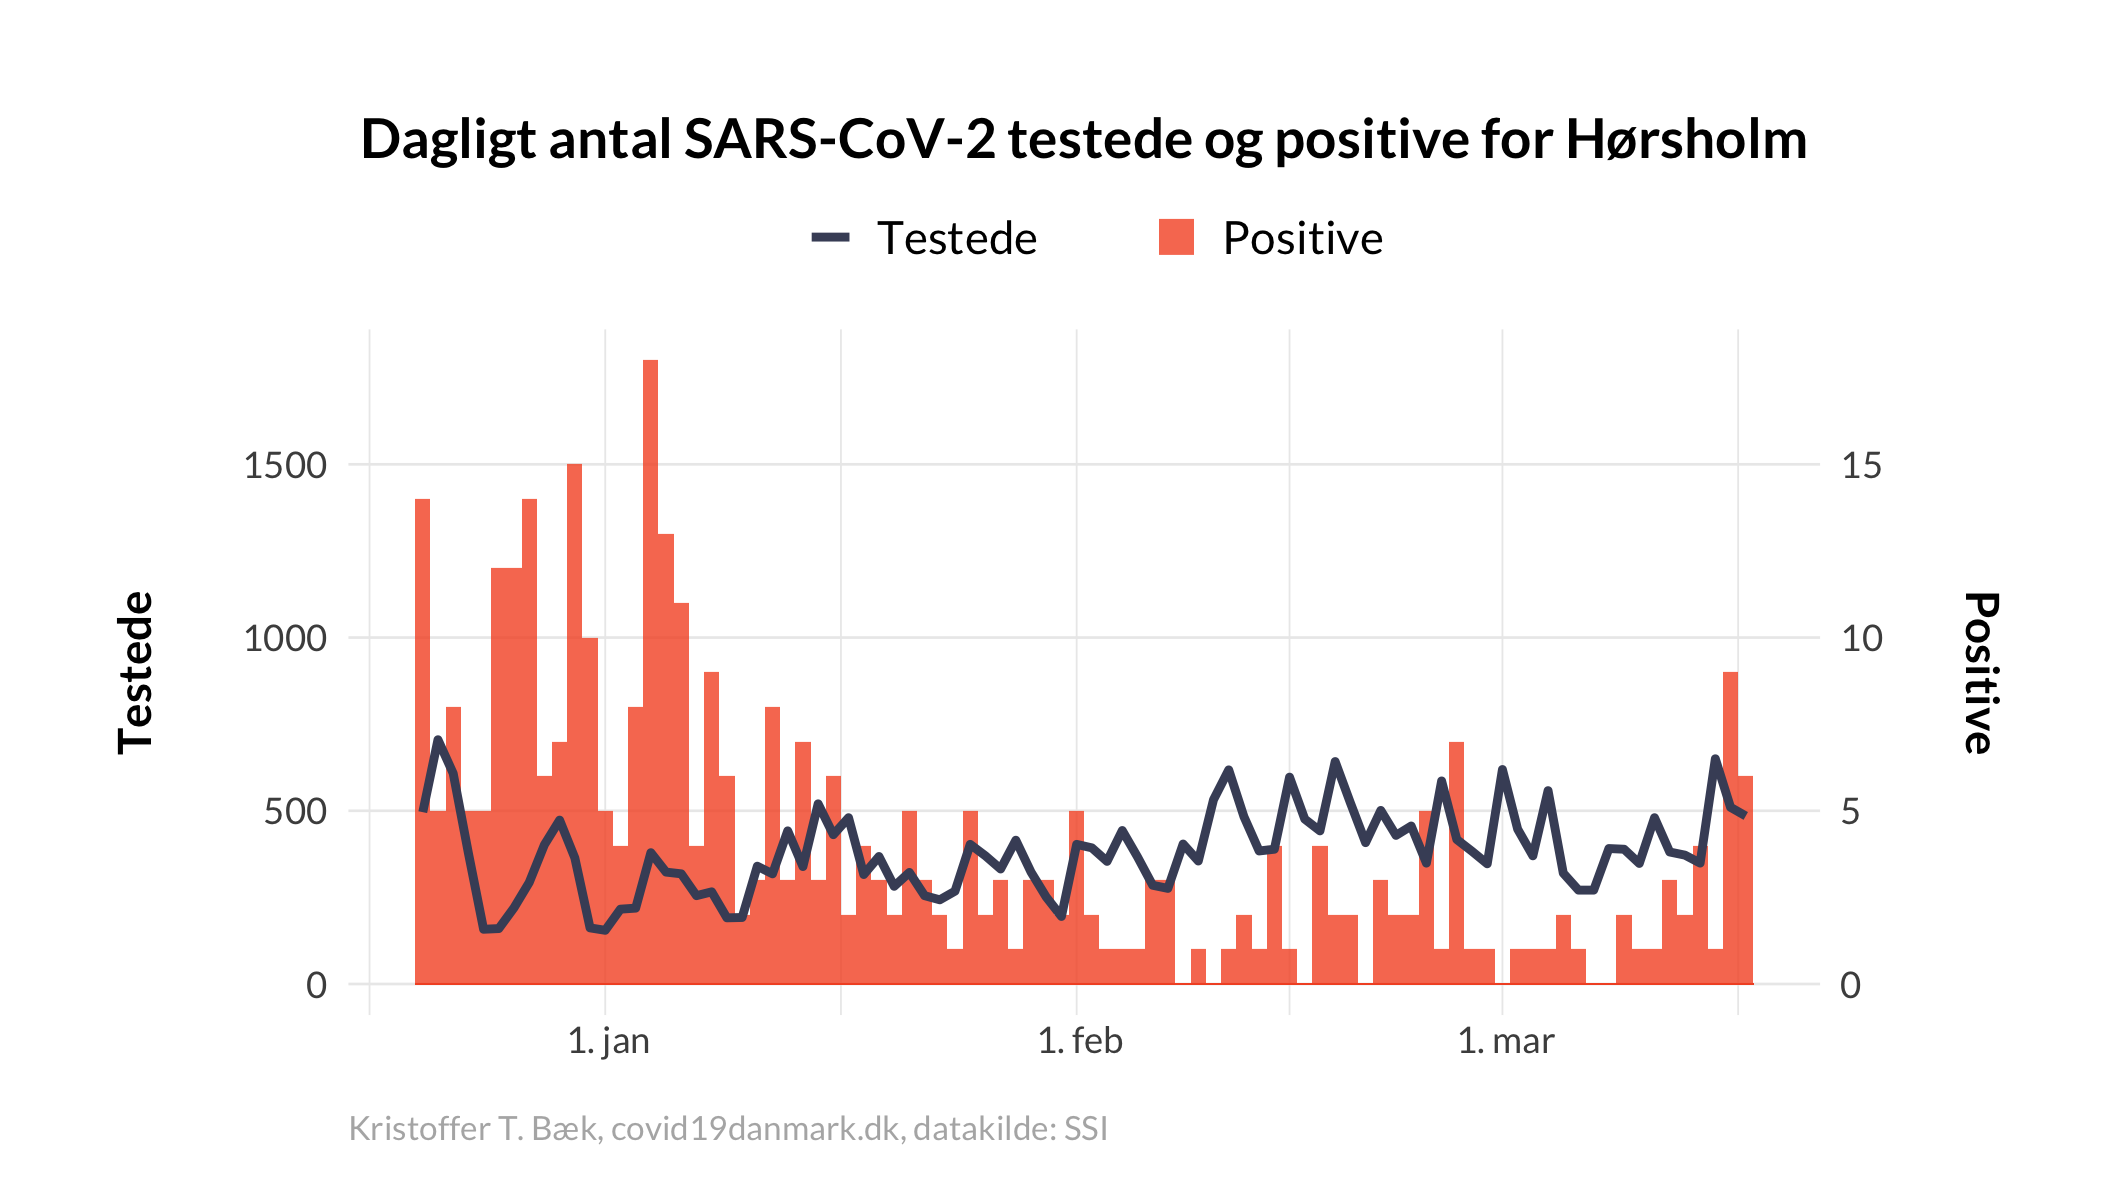 Dagligt antal SARS-CoV-2 testede og positive for Hørsholm
Testede
Positive
Testede
1500
1000
500
0
15
10
5
0
Positive
1. jan
1. feb
1. mar
Kristoffer T. Bæk, covid19danmark.dk, datakilde: SSI